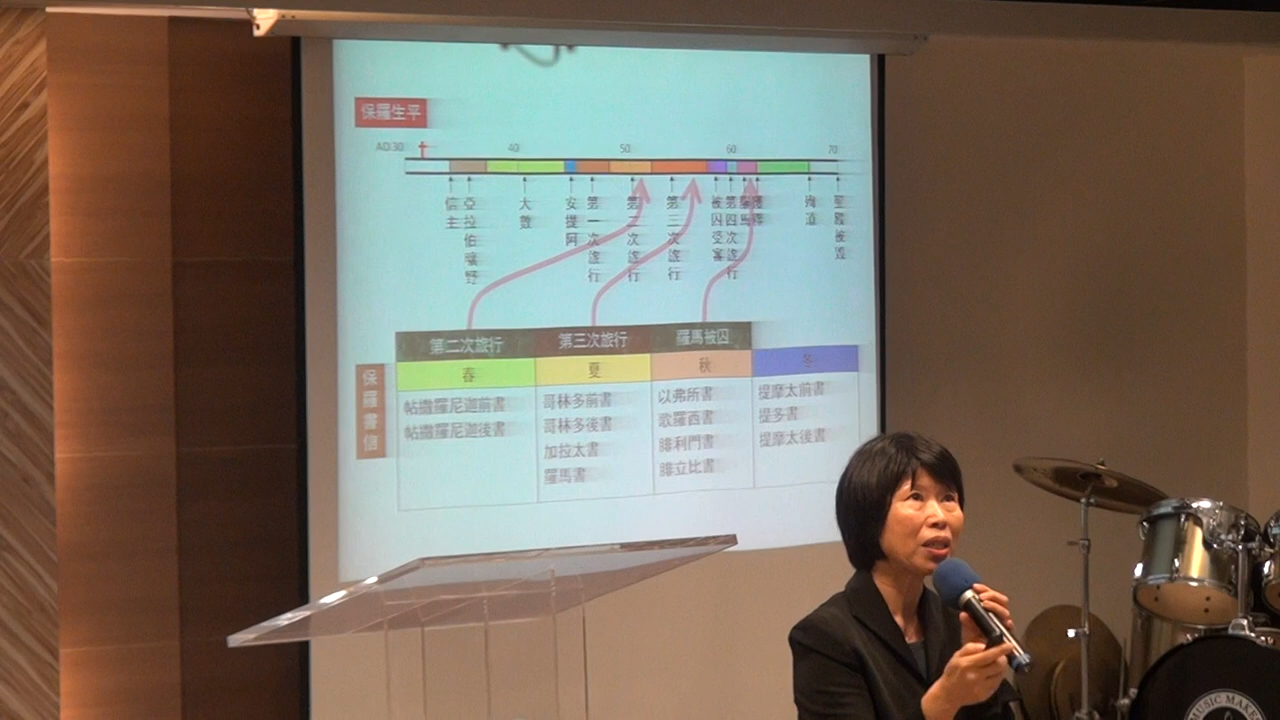 保羅生平
AD30 40 50 60 70
信主
亞拉伯曠野
大數
安提阿
第一次旅行
第二次旅行
第三次旅行
被囚受審
第四次旅行
殉道
聖殿被毀
第二次旅行 第三次旅行 羅馬被囚
保羅書信
春 夏 秋 冬
帖撒羅尼迦前書 哥林多前書 以弗所書 提摩太前書
帖撒羅尼迦後書 哥林多後書 歌羅西書 提多書
加拉太書 腓利門書 提摩太後書
羅馬書 腓立比書
MUSIC MAKE